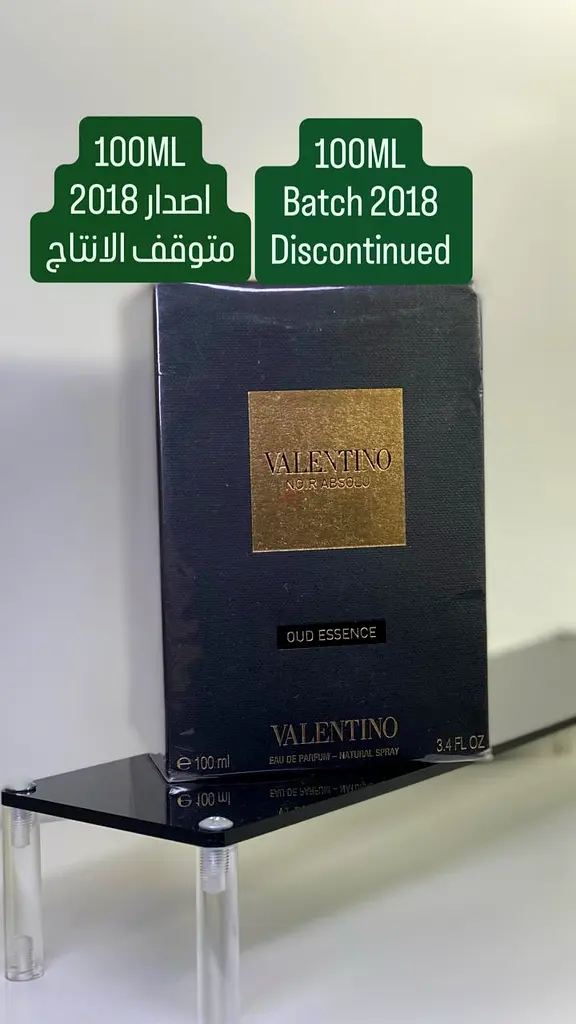 100ML
اصدار 2018
متوقف الانتاج
100ML
Batch 2018
Discontinued
VALENTINO
NOIR ABSOLU
OUD ESSENCE
VALENTINO
EAU DE PARFUM – NATURAL SPRAY
e 100 ml
3.4 FL OZ